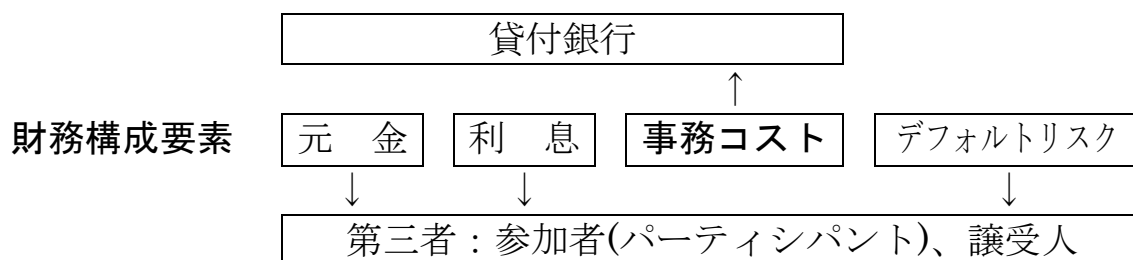 貸付銀行
↑
財務構成要素 元 金 利 息 事務コスト デフォルトリスク
↓ ↓ ↓
第三者：参加者(パーティシパント)、譲受人